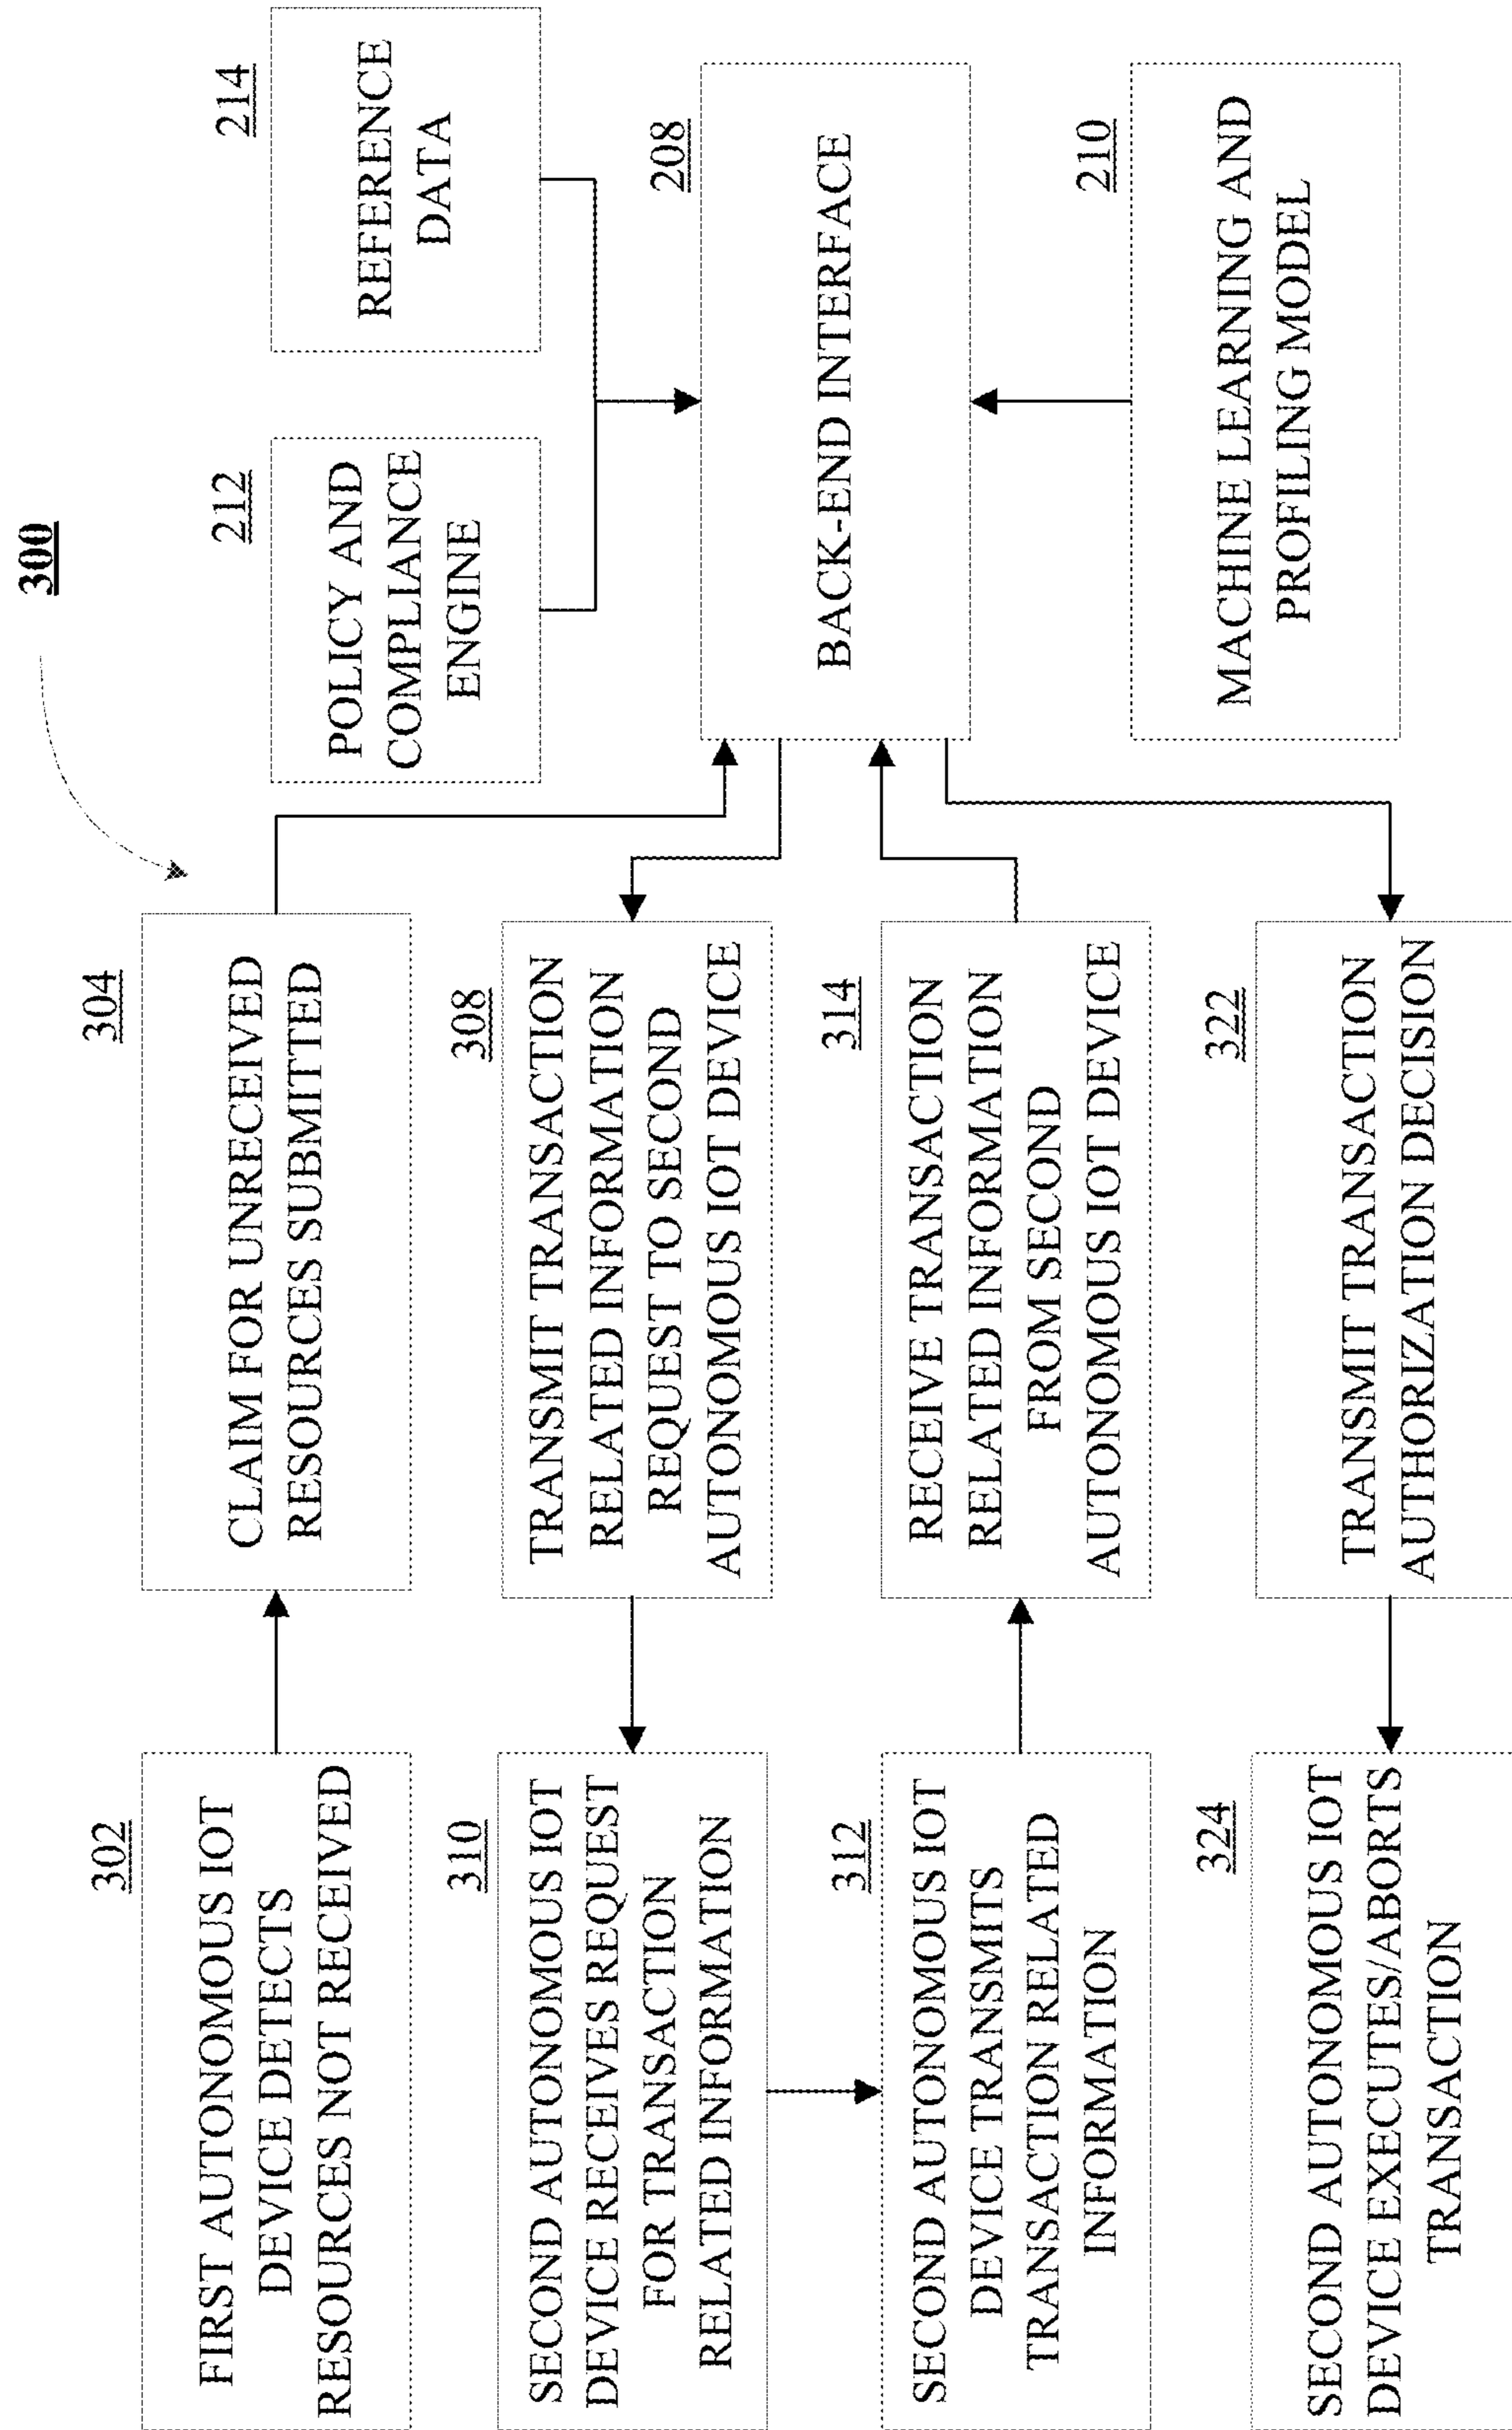 300
302
FIRST AUTONOMOUS IOT
DEVICE DETECTS
RESOURCES NOT RECEIVED
304
CLAIM FOR UNRECEIVED
RESOURCES SUBMITTED
212
POLICY AND
COMPLIANCE
ENGINE
214
REFERENCE
DATA
310
SECOND AUTONOMOUS IOT
DEVICE RECEIVES REQUEST
FOR TRANSACTION
RELATED INFORMATION
308
TRANSMIT TRANSACTION
RELATED INFORMATION
REQUEST TO SECOND
AUTONOMOUS IOT DEVICE
208
BACK-END INTERFACE
312
SECOND AUTONOMOUS IOT
DEVICE TRANSMITS
TRANSACTION RELATED
INFORMATION
314
RECEIVE TRANSACTION
RELATED INFORMATION
FROM SECOND
AUTONOMOUS IOT DEVICE
210
MACHINE LEARNING AND
PROFILING MODEL
324
SECOND AUTONOMOUS IOT
DEVICE EXECUTES/ABORTS
TRANSACTION
322
TRANSMIT TRANSACTION
AUTHORIZATION DECISION